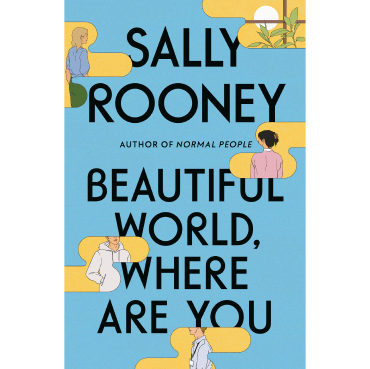 SALLY
ROONEY
AUTHOR OF NORMAL PEOPLE
BEAUTIFUL
WORLD,
WHERE
ARE YOU